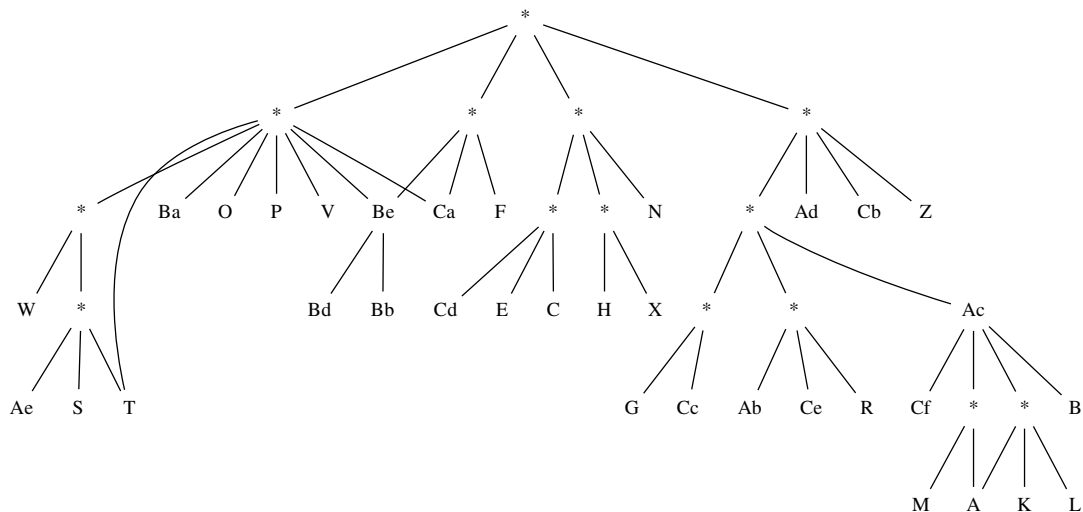 *
* * * *
* Ba O P V Be Ca F * * N * Ad Cb Z
W * Bd Bb Cd E C H X * * Ac
Ae S T G Cc Ab Ce R Cf * * B
M A K L